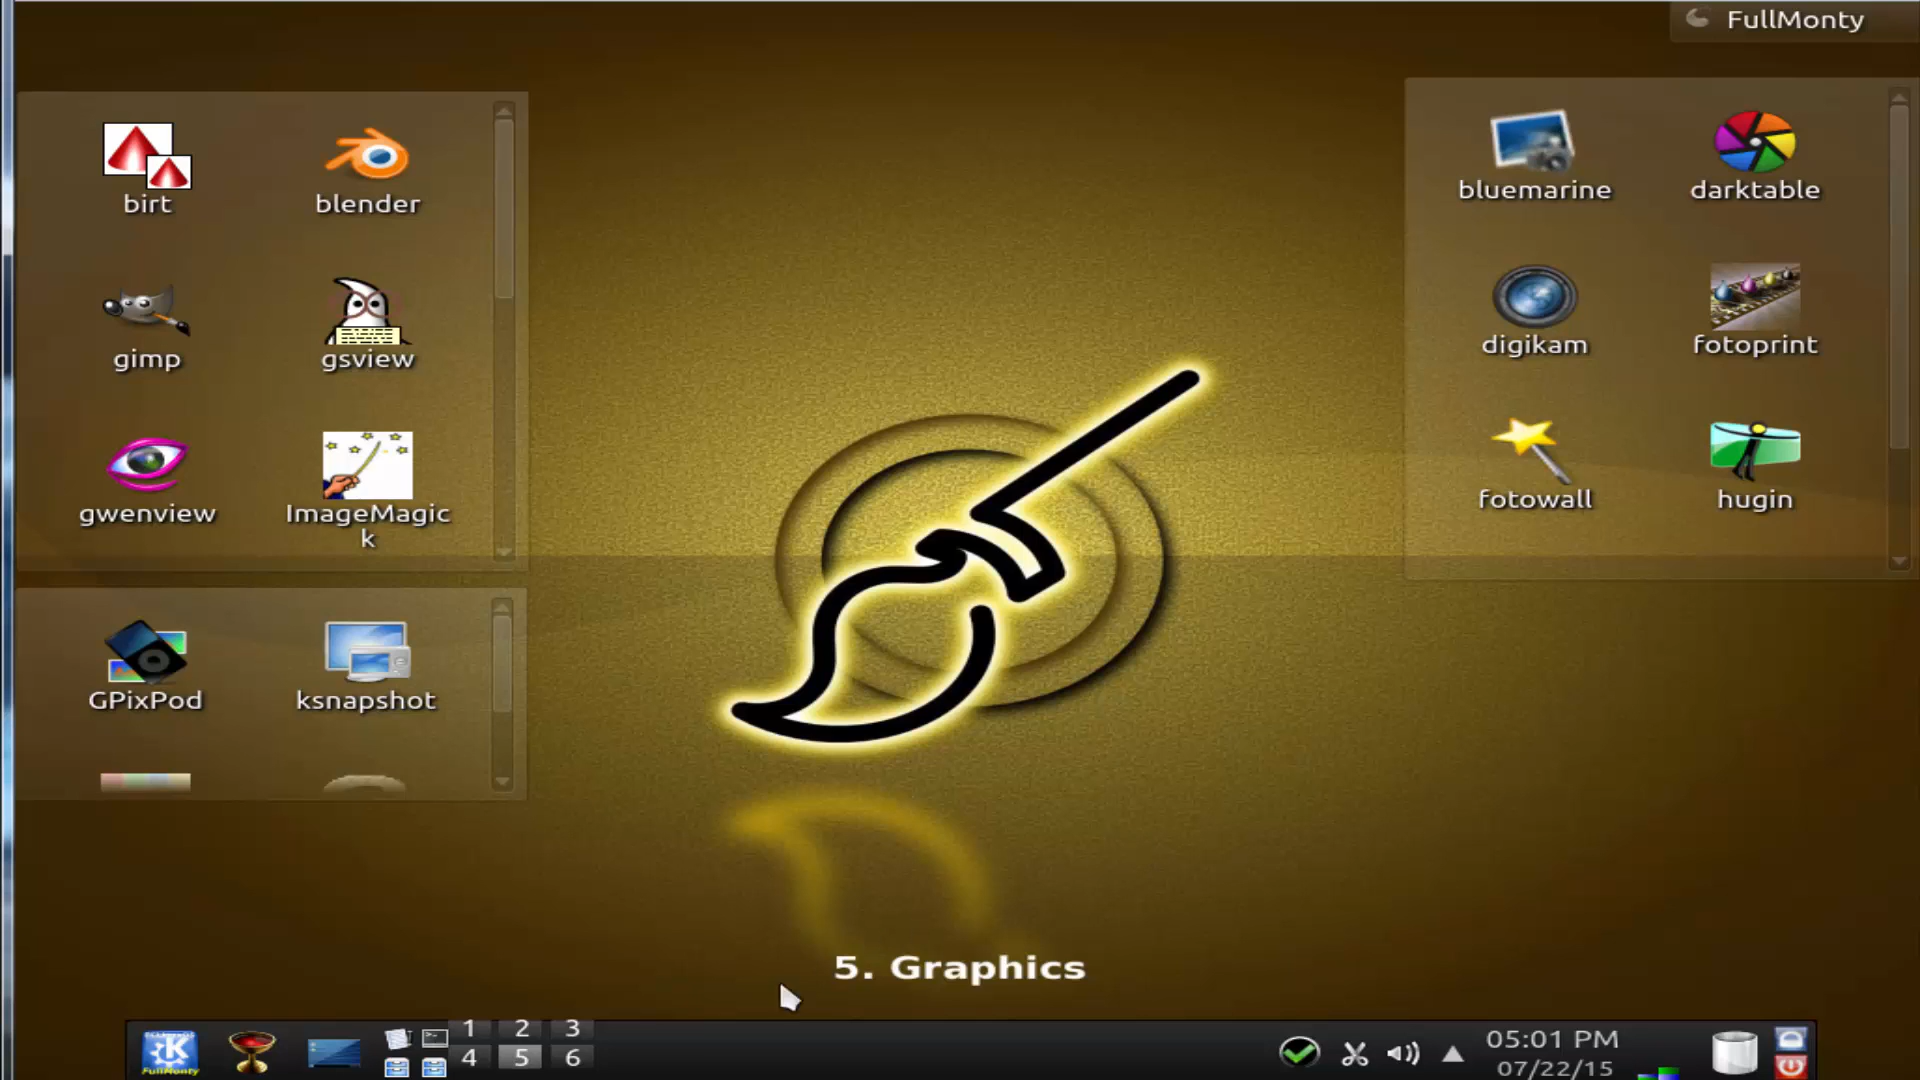 FullMonty
birt
blender
gimp
gsview
gwenview
ImageMagic
k
GPixPod
ksnapshot
bluemarine
darktable
digikam
fotoprint
fotowall
hugin
5. Graphics
FullMonty
1 2 3
4 5 6
05:01 PM
07/22/15